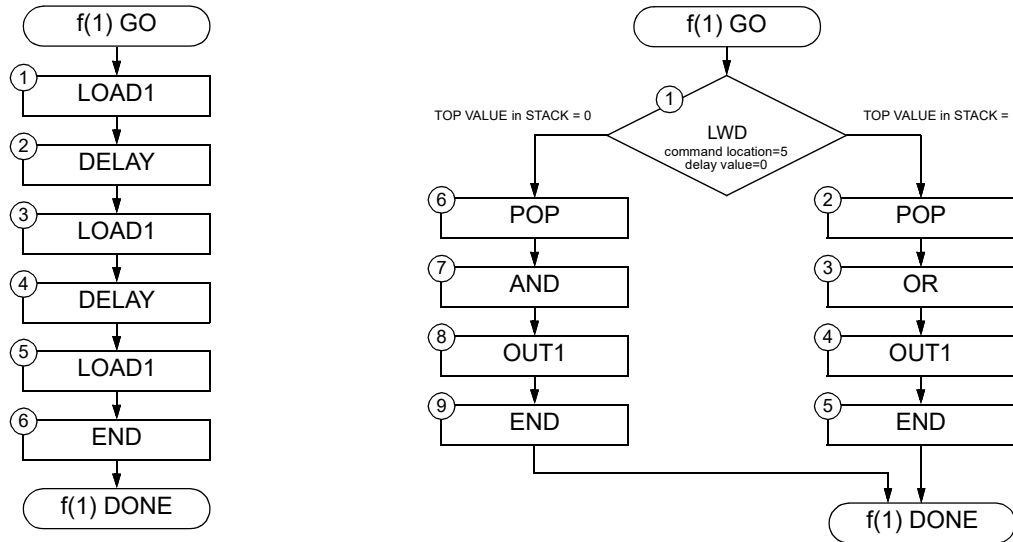 f(1) GO
1
LOAD1
2
DELAY
3
LOAD1
4
DELAY
5
LOAD1
6
END
f(1) DONE
f(1) GO
1
TOP VALUE in STACK = 0
TOP VALUE in STACK =
LWD
command location=5
delay value=0
6
POP
7
AND
8
OUT1
9
END
2
POP
3
OR
4
OUT1
5
END
f(1) DONE